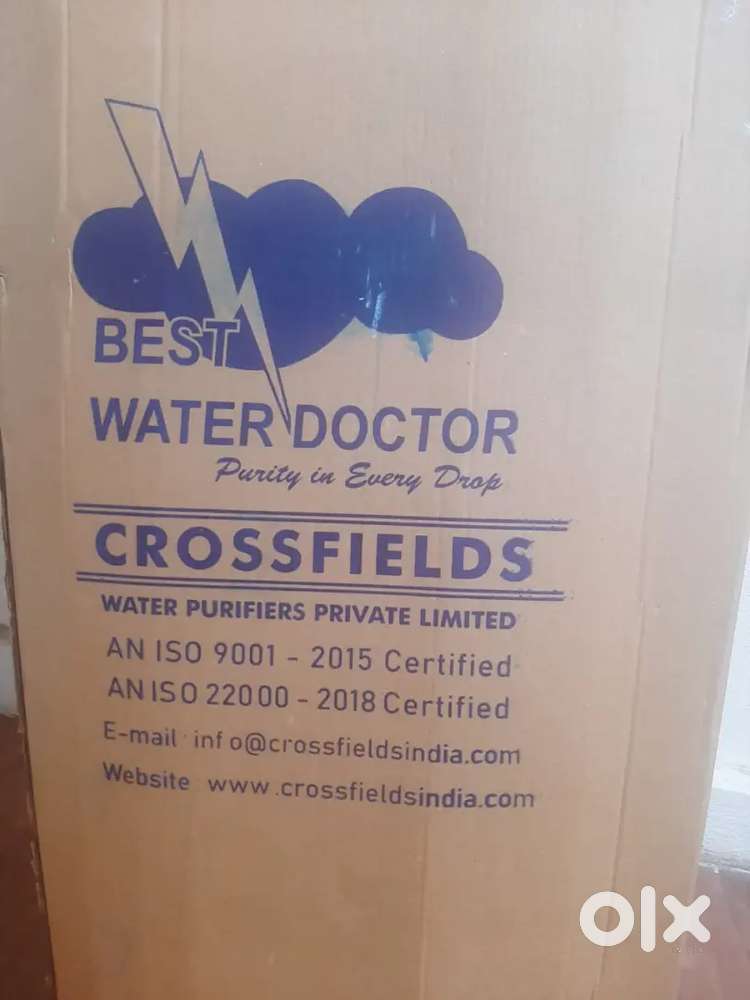 BEST
WATER DOCTOR
Purity in Every Drop
CROSSFIELDS
WATER PURIFIERS PRIVATE LIMITED
AN ISO 9001 - 2015 Certified
AN ISO 22000 - 2018 Certified
E-mail info@crossfieldsindia.com
Website www.crossfieldsindia.com
olx